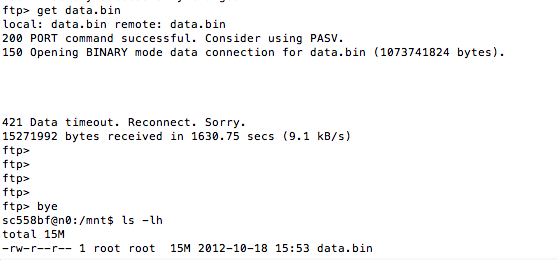 ftp> get data.bin
local: data.bin remote: data.bin
200 PORT command successful. Consider using PASV.
150 Opening BINARY mode data connection for data.bin (1073741824 bytes).
421 Data timeout. Reconnect. Sorry.
15271992 bytes received in 1630.75 secs (9.1 kB/s)
ftp>
ftp>
ftp>
ftp>
ftp> bye
sc558bf@n0:/mnt$ ls -lh
total 15M
-rw-r--r-- 1 root root  15M 2012-10-18 15:53 data.bin